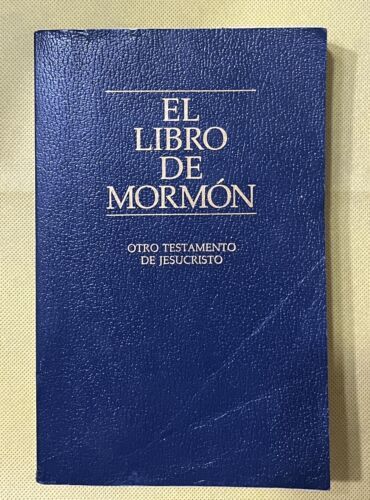 EL
LIBRO
DE
MORMÓN
OTRO TESTAMENTO
DE JESUCRISTO